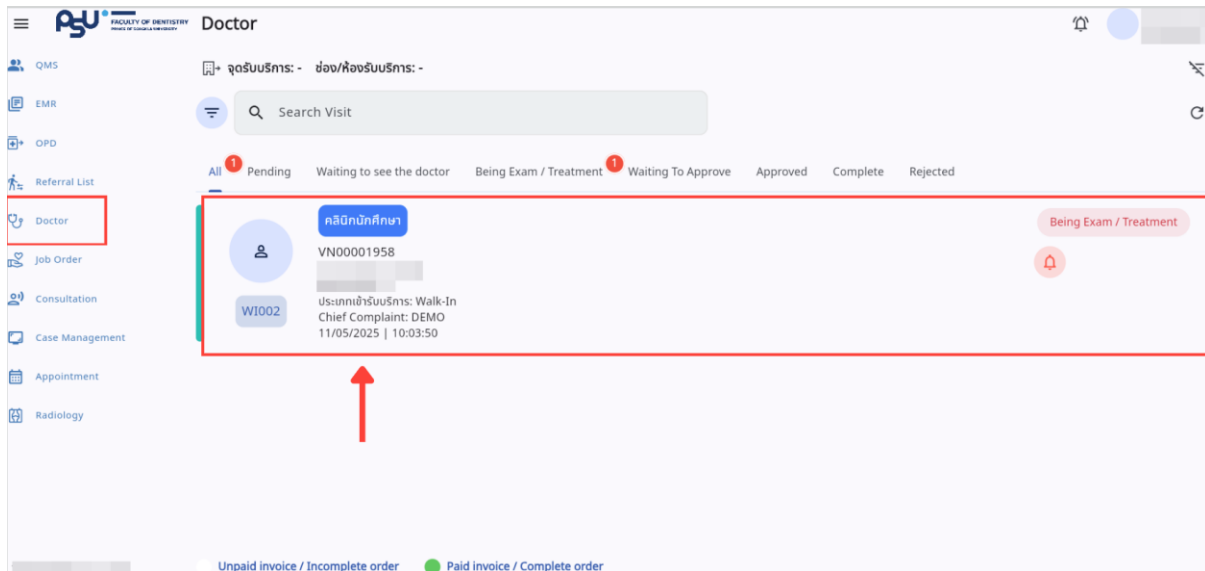 PSU FACULTY OF DENTISTRY Doctor
PRINCE OF SONGKLA UNIVERSITY
QMS
EMR
OPD
Referral List
Doctor
Job Order
Consultation
Case Management
Appointment
Radiology
จุดรับบริการ: - ช่อง/ห้องรับบริการ: -
Search Visit
All 1 Pending Waiting to see the doctor Being Exam / Treatment 1 Waiting To Approve Approved Complete Rejected
คลินิกนักศึกษา
Being Exam / Treatment
VN00001958
WI002
ประเภทเข้ารับบริการ: Walk-In
Chief Complaint: DEMO
11/05/2025 | 10:03:50
Unpaid invoice / Incomplete order Paid invoice / Complete order